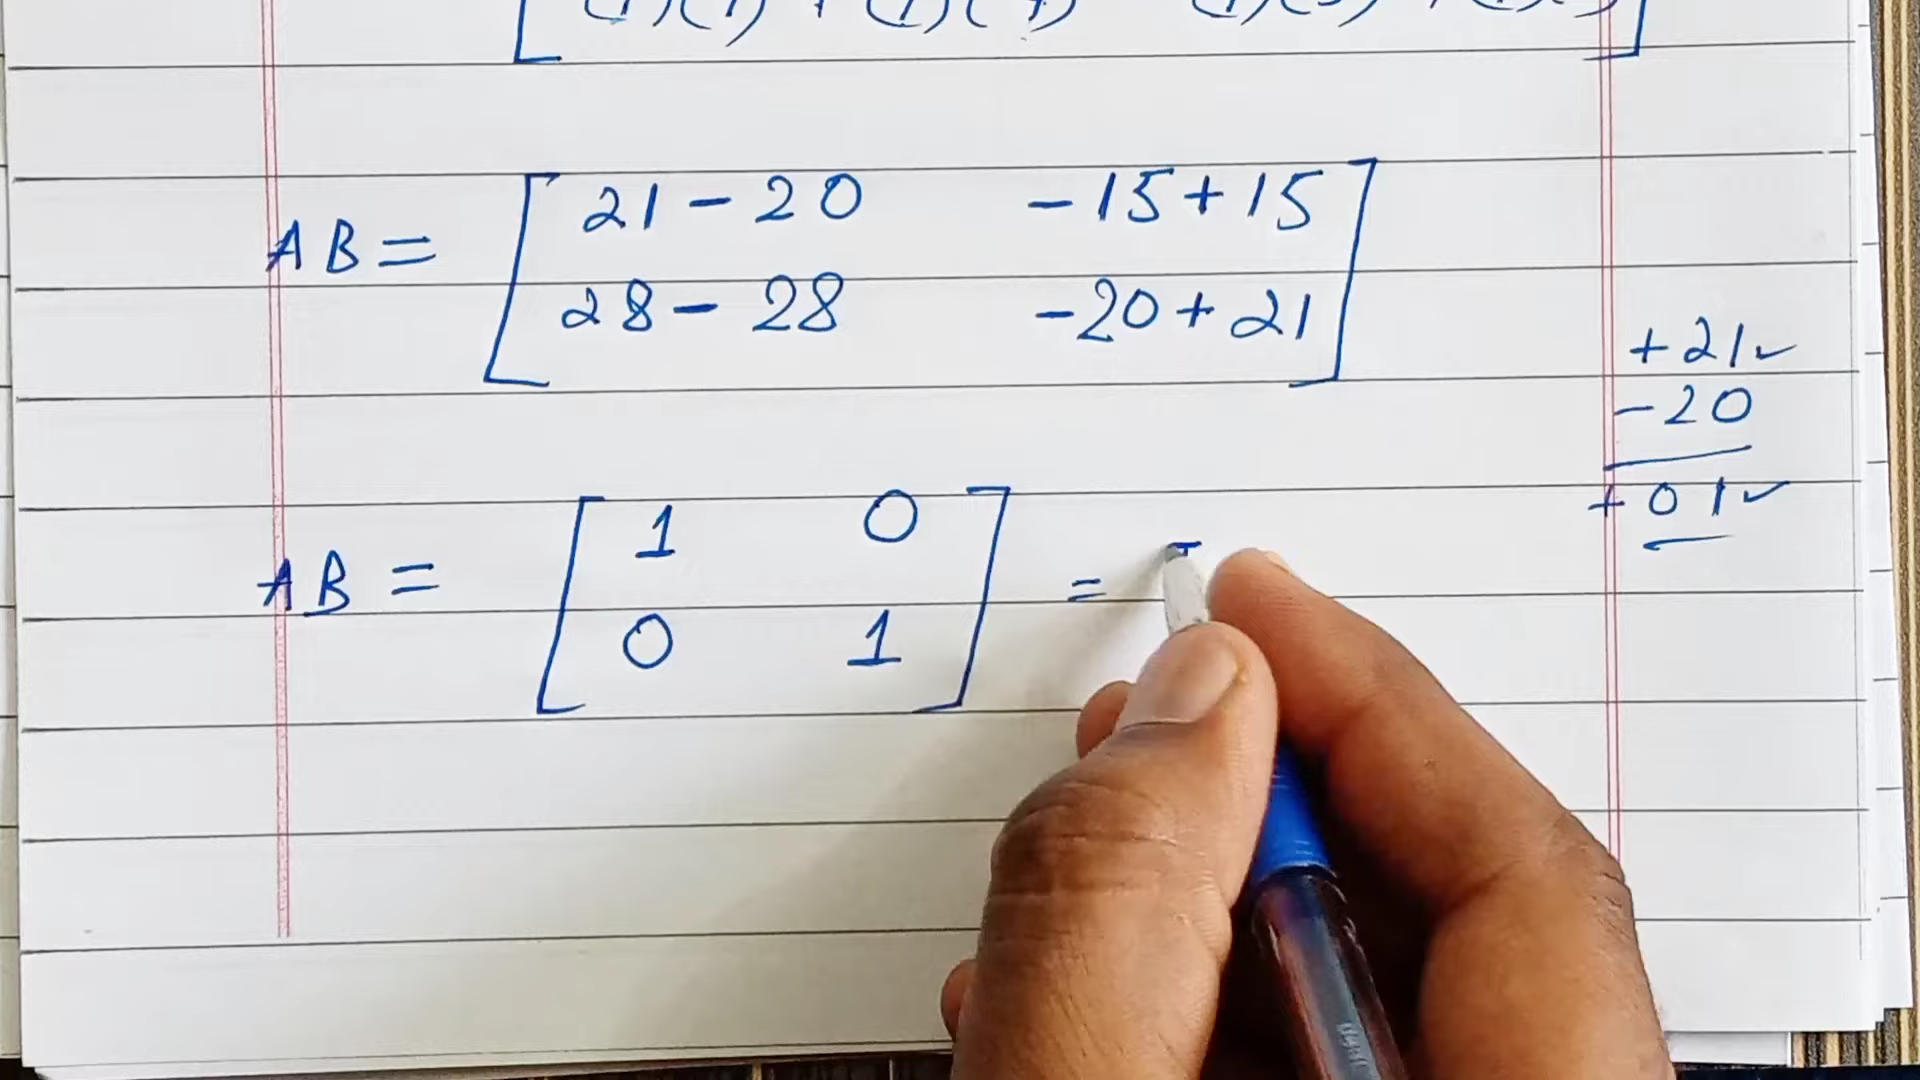 AB = [ 21 - 20 -15 + 15
28 - 28 -20 + 21 ]
+ 21 ✓
- 20
+ 01 ✓
AB = [ 1 0
0 1 ] =